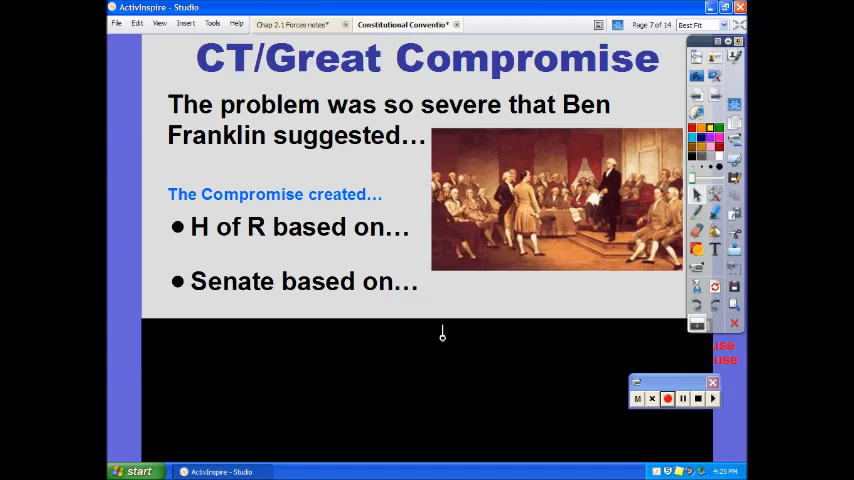 ActivInspire - Studio
File Edit View Insert Tools Help
Chap 2.1 Forces notes*
Constitutional Conventio*
Page 7 of 14
Best Fit
CT/Great Compromise
The problem was so severe that Ben
Franklin suggested…
The Compromise created…
● H of R based on…
● Senate based on…
T
ise
use
M
start
ActivInspire - Studio
4:25 PM